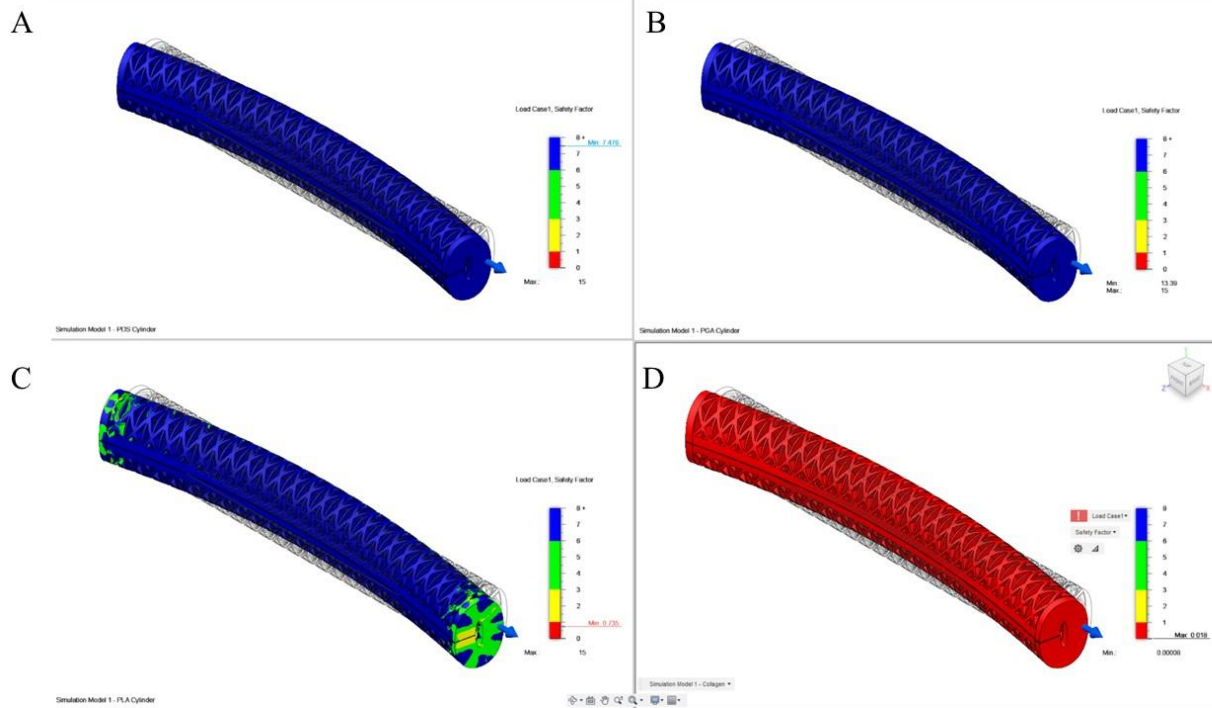 A
Load Case1, Safety Factor
8 +
Min: 7.476
7
6
5
4
3
2
1
0
Max.: 15
Simulation Model 1 - PDS Cylinder
B
Load Case1, Safety Factor
8 +
7
6
5
4
3
2
1
0
Min: 13.39
Max.: 15
Simulation Model 1 - PGA Cylinder
C
Load Case1, Safety Factor
8 +
7
6
5
4
3
2
1
Min: 0.735
0
Max. 15
Simulation Model 1 - PLA Cylinder
D
Z
X
! Load Case1
Safety Factor
8
7
6
5
4
3
2
1
Max: 0.018
Min.: 0.00008
Simulation Model 1 - Collagen